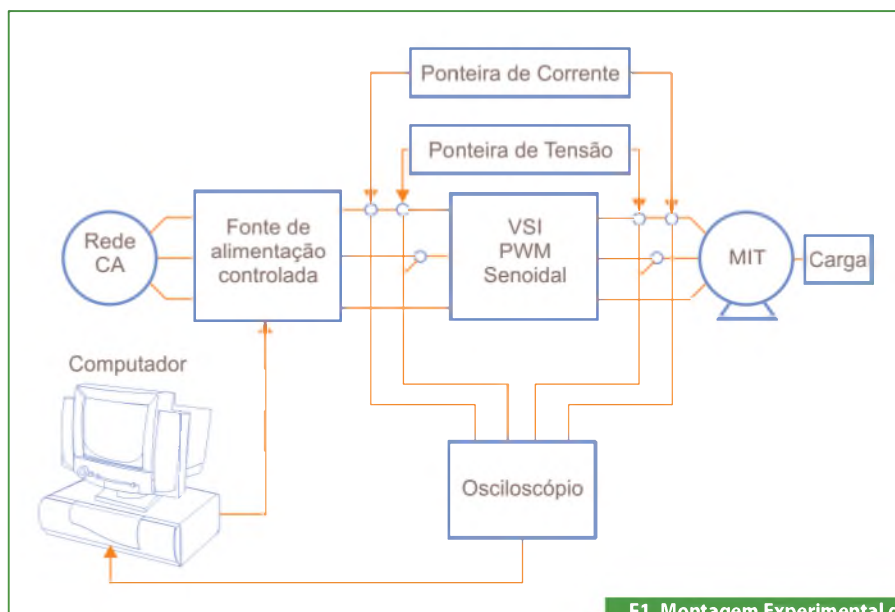 Ponteira de Corrente
Ponteira de Tensão
Rede
CA
Fonte de
alimentação
controlada
VSI
PWM
Senoidal
MIT
Carga
Computador
Osciloscópio
F1. Montagem Experimental